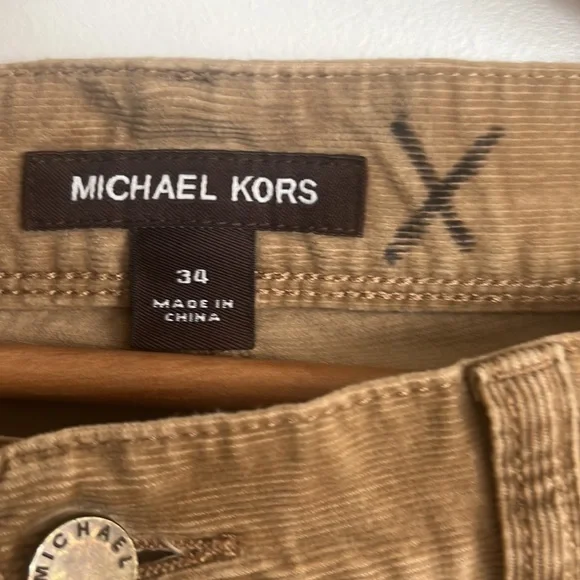 MICHAEL KORS
X
34
MADE IN
CHINA
MICHAEL